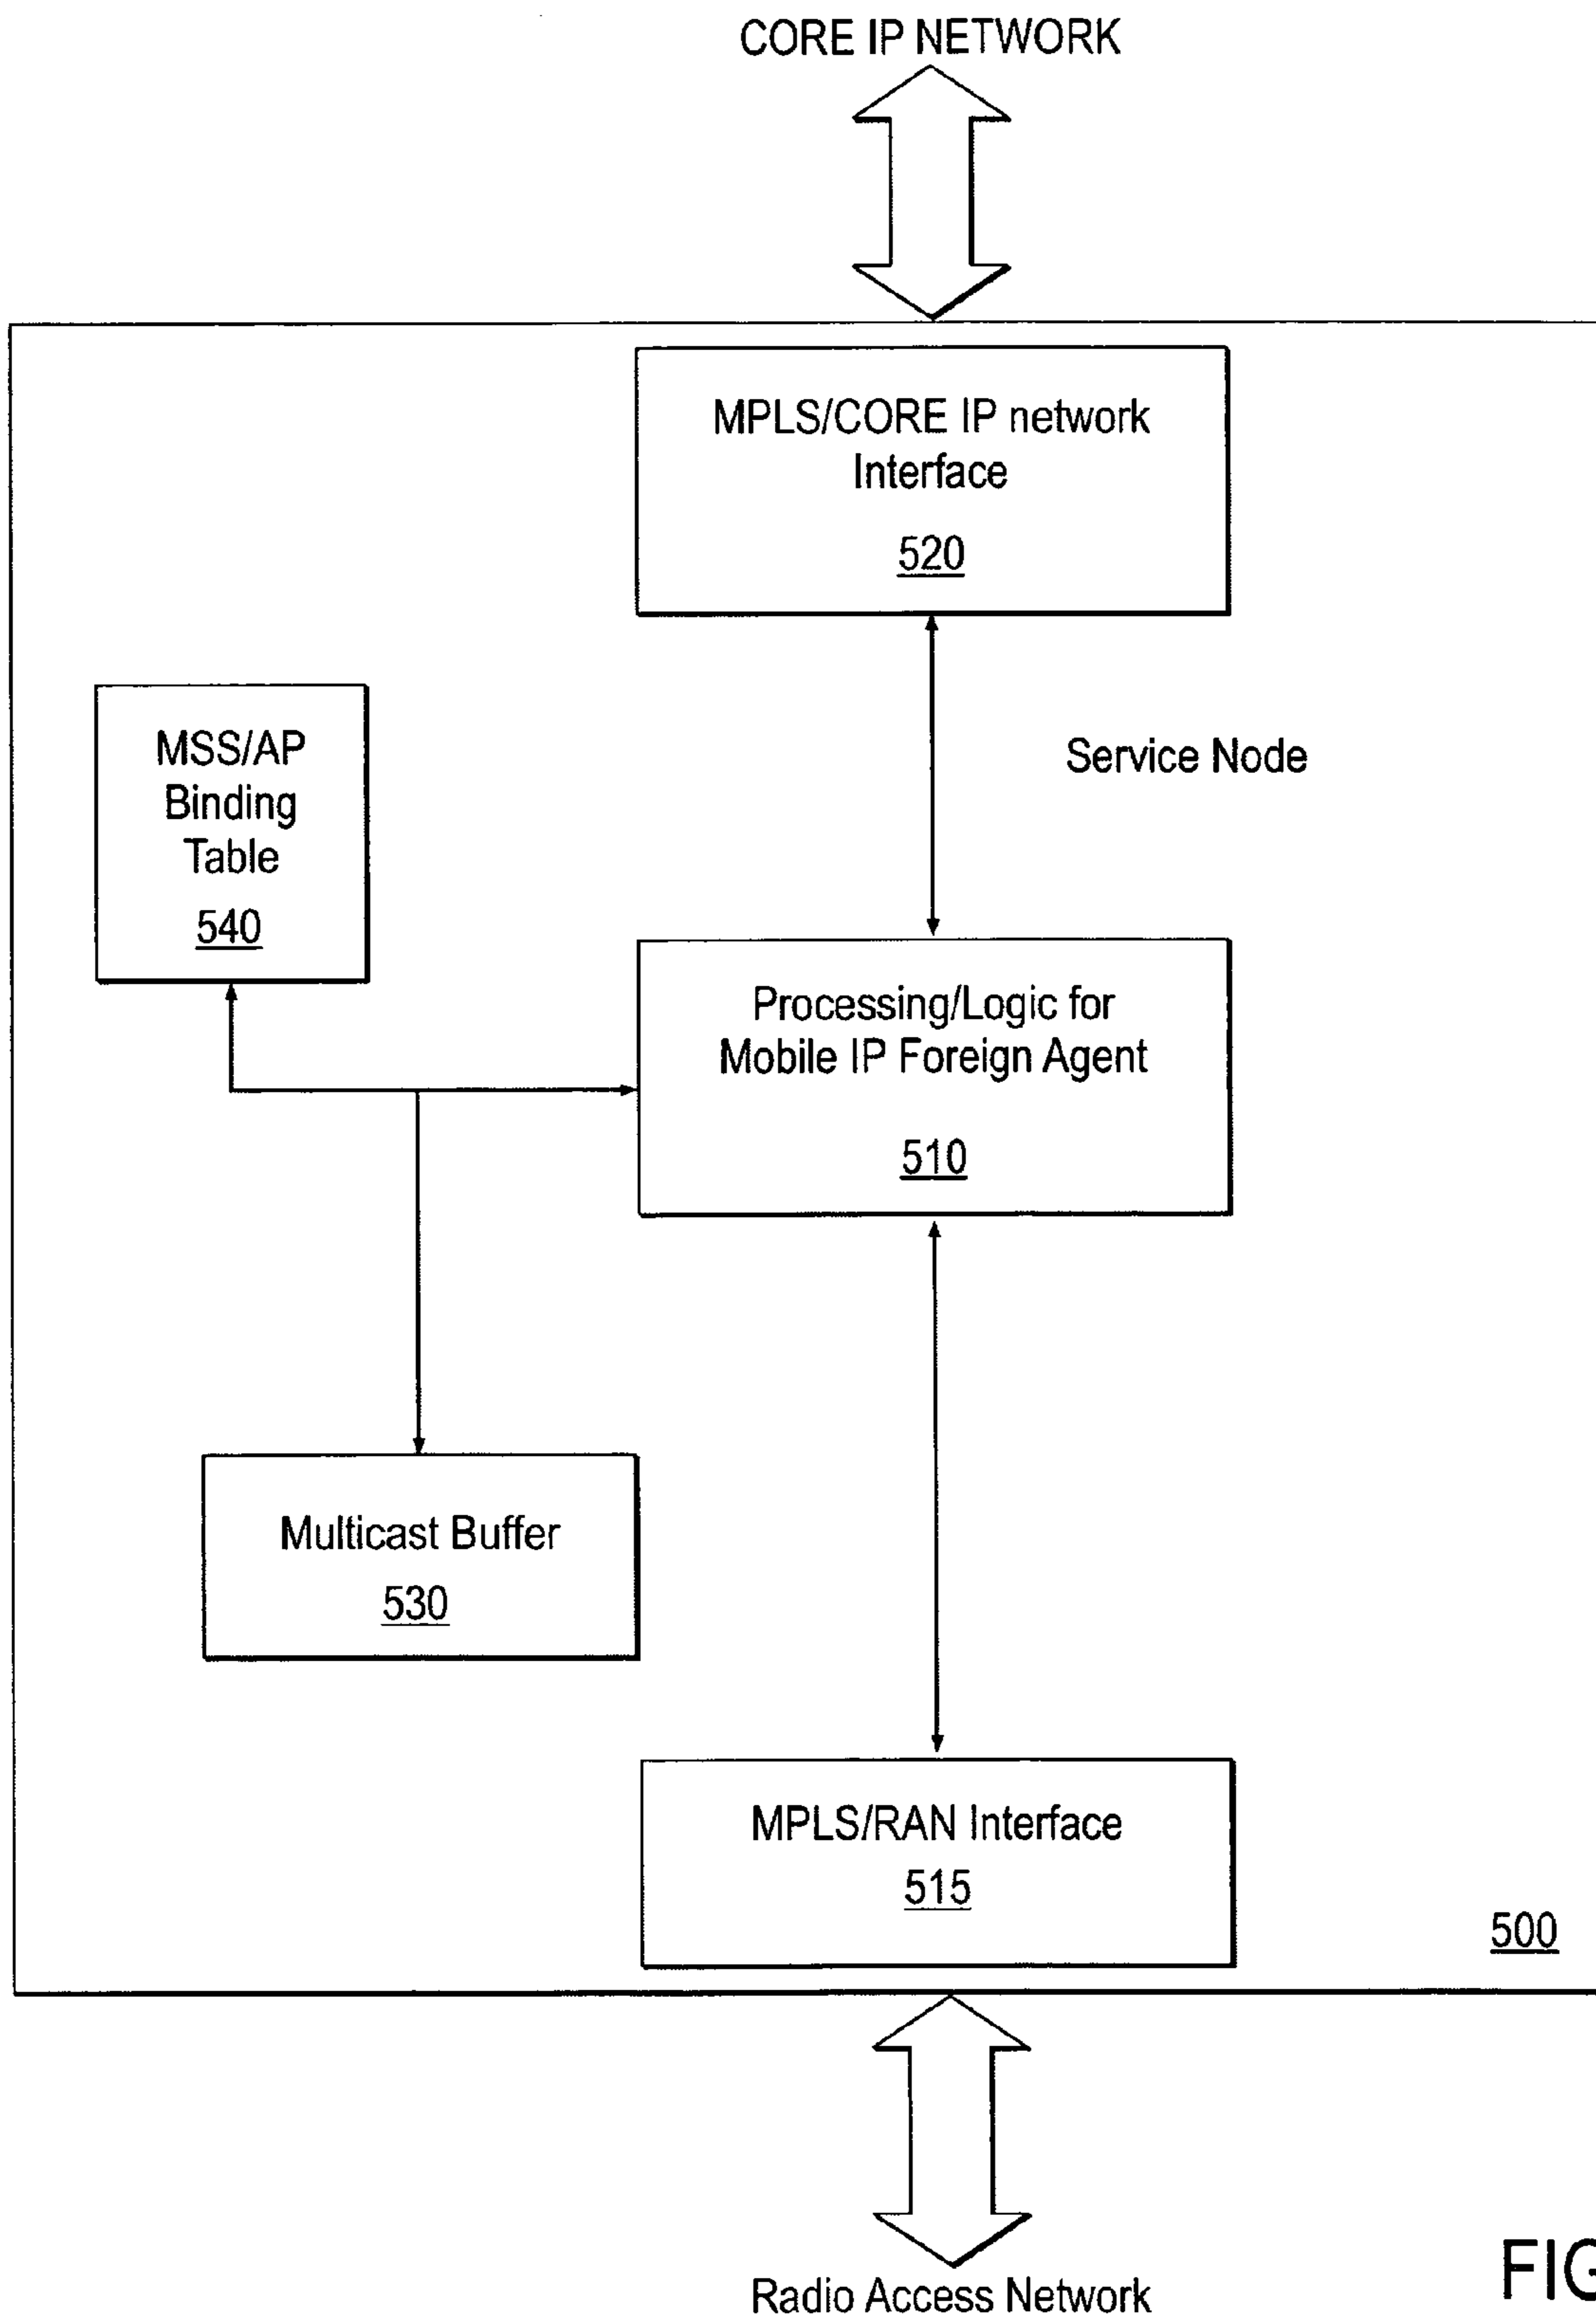 CORE IP NETWORK
MPLS/CORE IP network
Interface
520
MSS/AP
Binding
Table
540
Service Node
Processing/Logic for
Mobile IP Foreign Agent
510
Multicast Buffer
530
MPLS/RAN Interface
515
500
Radio Access Network
FIG